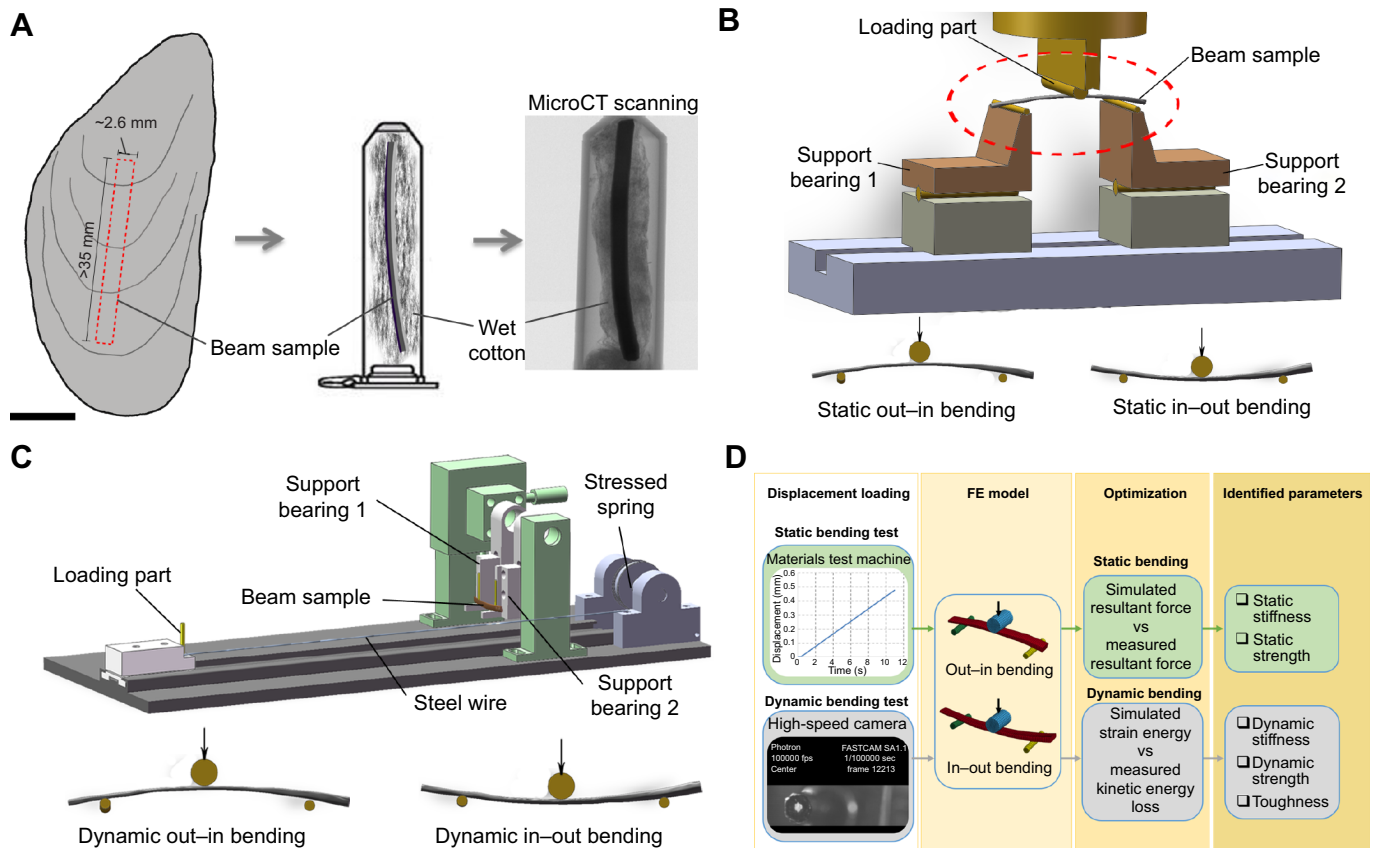 A
~2.6 mm
>35 mm
Beam sample
Wet
cotton
MicroCT scanning
B
Loading part
Beam sample
Support
bearing 1
Support
bearing 2
Static out–in bending
Static in–out bending
C
Support
bearing 1
Stressed
spring
Loading part
Beam sample
Steel wire
Support
bearing 2
Dynamic out–in bending
Dynamic in–out bending
D
Displacement loading
FE model
Optimization
Identified parameters
Static bending test
Materials test machine
Displacement (mm)
0.6
0.5
0.4
0.3
0.2
0.1
0
2
4
6
8
10
12
Time (s)
Dynamic bending test
High-speed camera
Photron
FASTCAM SA1.1
100000 fps
1/100000 sec
Center
frame 12213
Out–in bending
In–out bending
Static bending
Simulated
resultant force
vs
measured
resultant force
Dynamic bending
Simulated
strain energy
vs
measured
kinetic energy
loss
Static
stiffness
Static
strength
Dynamic
stiffness
Dynamic
strength
Toughness